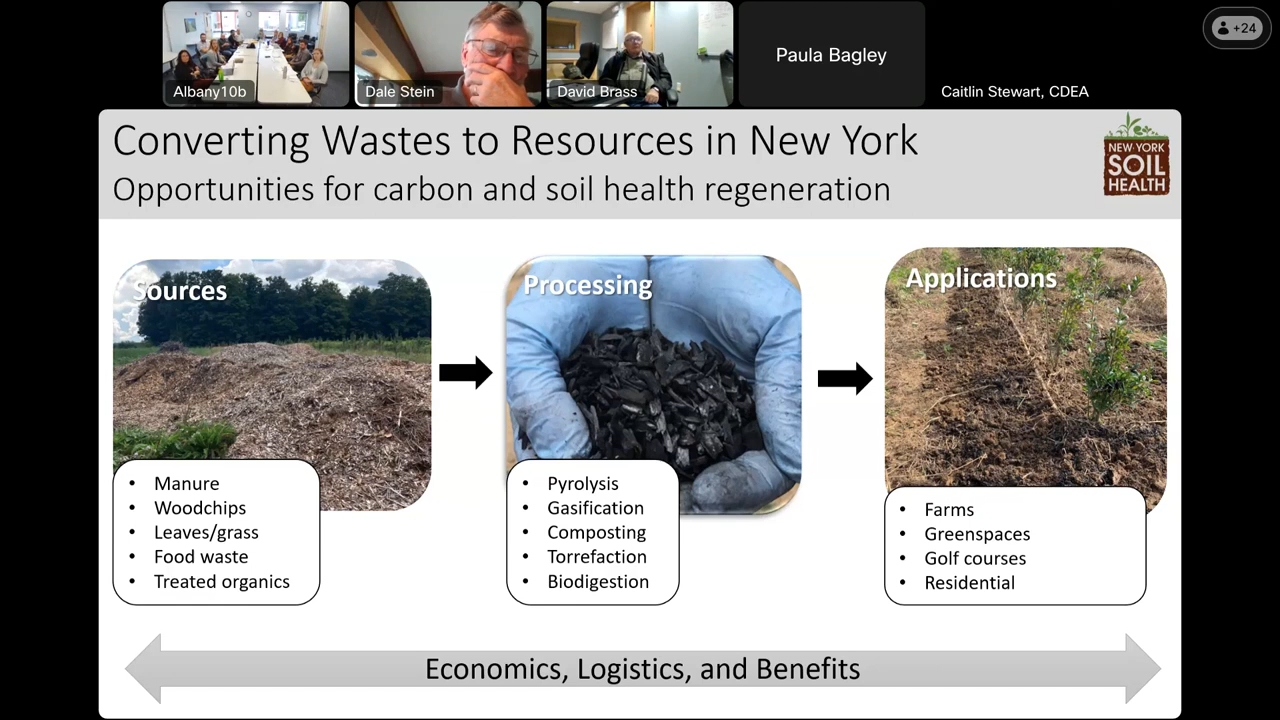 Albany10b
Dale Stein
David Brass
Paula Bagley
Caitlin Stewart, CDEA
+24
Converting Wastes to Resources in New York
Opportunities for carbon and soil health regeneration
NEW YORK
SOIL
HEALTH
Sources
• Manure
• Woodchips
• Leaves/grass
• Food waste
• Treated organics
Processing
• Pyrolysis
• Gasification
• Composting
• Torrefaction
• Biodigestion
Applications
• Farms
• Greenspaces
• Golf courses
• Residential
Economics, Logistics, and Benefits